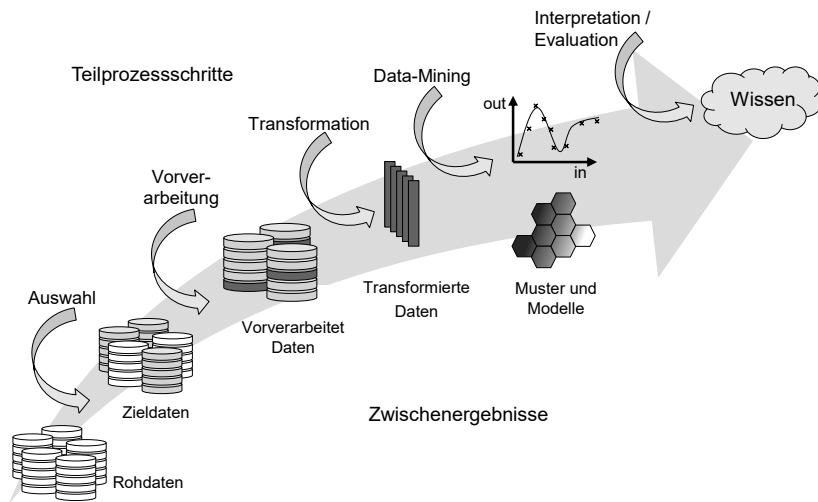 Interpretation /
Evaluation
Teilprozessschritte
Data-Mining
Wissen
out
Transformation
in
Vorver-
arbeitung
Transformierte
Daten
Muster und
Modelle
Auswahl
Vorverarbeitet
Daten
Zieldaten
Zwischenergebnisse
Rohdaten